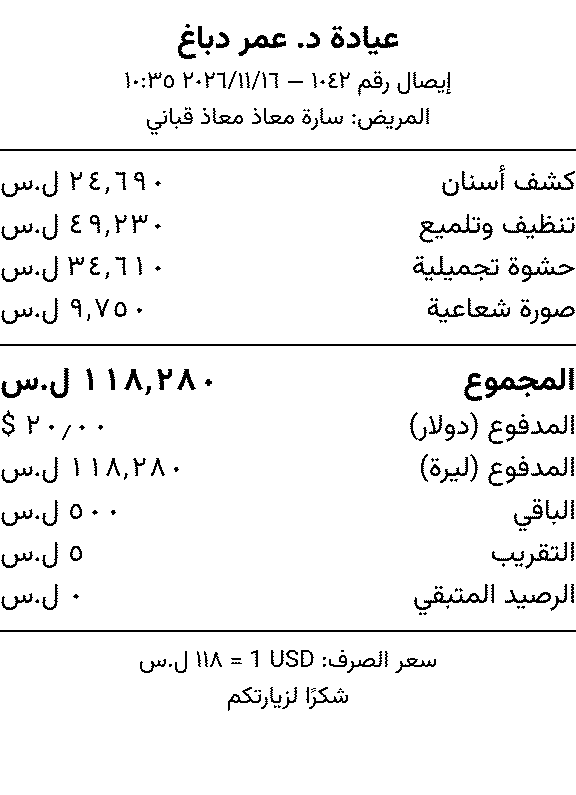 عيادة د. عمر دباغ
إيصال رقم ١٠٤٢ – ٢٠٢٦/١١/١٦ ١٠:٣٥
المريض: سارة معاذ معاذ قباني
كشف أسنان ٢٤,٦٩٠ ل.س
تنظيف وتلميع ٤٩,٢٣٠ ل.س
حشوة تجميلية ٣٤,٦١٠ ل.س
صورة شعاعية ٩,٧٥٠ ل.س
المجموع ١١٨,٢٨٠ ل.س
المدفوع (دولار) ٢٠٫٠٠ $
المدفوع (ليرة) ١١٨,٢٨٠ ل.س
الباقي ٥٠٠ ل.س
التقريب ٥ ل.س
الرصيد المتبقي ٠ ل.س
سعر الصرف: 1 USD = ١١٨ ل.س
شكرًا لزيارتكم